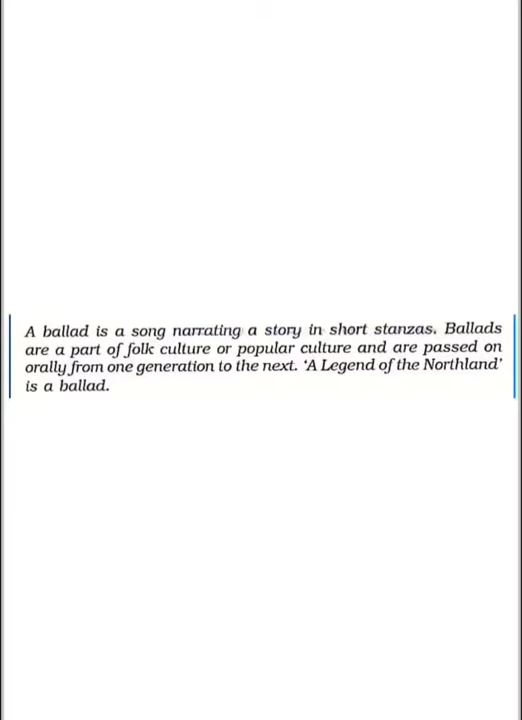 A ballad is a song narrating a story in short stanzas. Ballads
are a part of folk culture or popular culture and are passed on
orally from one generation to the next. ‘A Legend of the Northland’
is a ballad.